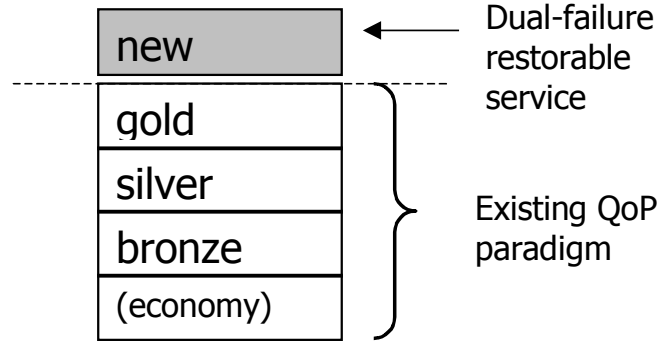 new
Dual-failure
restorable
service
gold
silver
bronze
(economy)
Existing QoP
paradigm